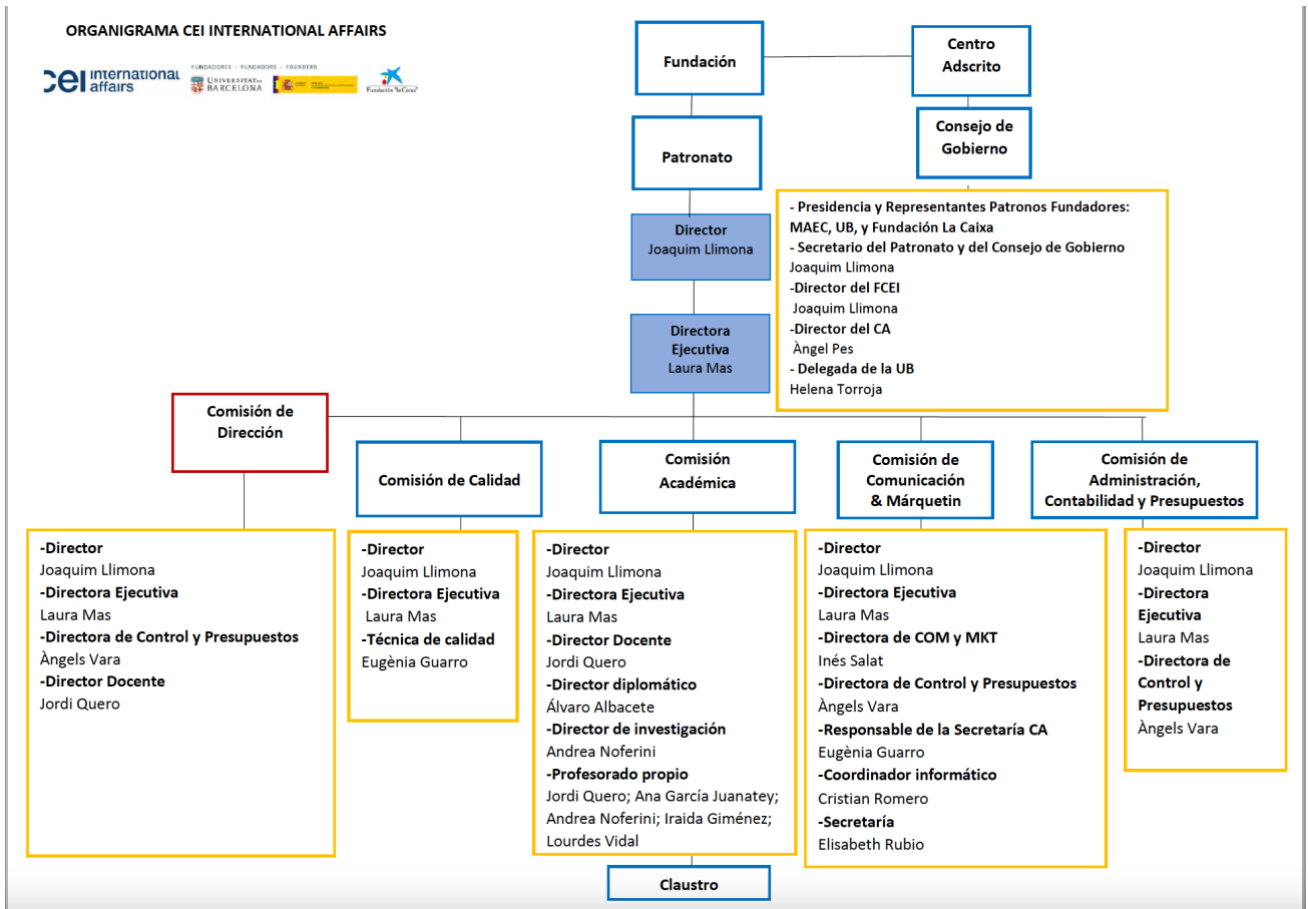 ORGANIGRAMA CEI INTERNATIONAL AFFAIRS
cei international
affairs
FUNDADORES - FUNDADORS - FOUNDERS
UNIVERSITAT DE
BARCELONA
Fundación "la Caixa"
Fundación
Centro
Adscrito
Patronato
Consejo de
Gobierno
Director
Joaquim Llimona
Directora
Ejecutiva
Laura Mas
- Presidencia y Representantes Patronos Fundadores:
MAEC, UB, y Fundación La Caixa
- Secretario del Patronato y del Consejo de Gobierno
Joaquim Llimona
-Director del FCEI
Joaquim Llimona
-Director del CA
Àngel Pes
- Delegada de la UB
Helena Torroja
Comisión de
Dirección
Comisión de Calidad
Comisión
Académica
Comisión de
Comunicación
& Márquetin
Comisión de
Administración,
Contabilidad y Presupuestos
-Director
Joaquim Llimona
-Directora Ejecutiva
Laura Mas
-Directora de Control y Presupuestos
Àngels Vara
-Director Docente
Jordi Quero
-Director
Joaquim Llimona
-Directora Ejecutiva
Laura Mas
-Técnica de calidad
Eugènia Guarro
-Director
Joaquim Llimona
-Directora Ejecutiva
Laura Mas
-Director Docente
Jordi Quero
-Director diplomático
Álvaro Albacete
-Director de investigación
Andrea Noferini
-Profesorado propio
Jordi Quero; Ana García Juanatey;
Andrea Noferini; Iraida Giménez;
Lourdes Vidal
-Director
Joaquim Llimona
-Directora Ejecutiva
Laura Mas
-Directora de COM y MKT
Inés Salat
-Directora de Control y Presupuestos
Àngels Vara
-Responsable de la Secretaría CA
Eugènia Guarro
-Coordinador informático
Cristian Romero
-Secretaría
Elisabeth Rubio
-Director
Joaquim Llimona
-Directora
Ejecutiva
Laura Mas
-Directora de
Control y
Presupuestos
Àngels Vara
Claustro